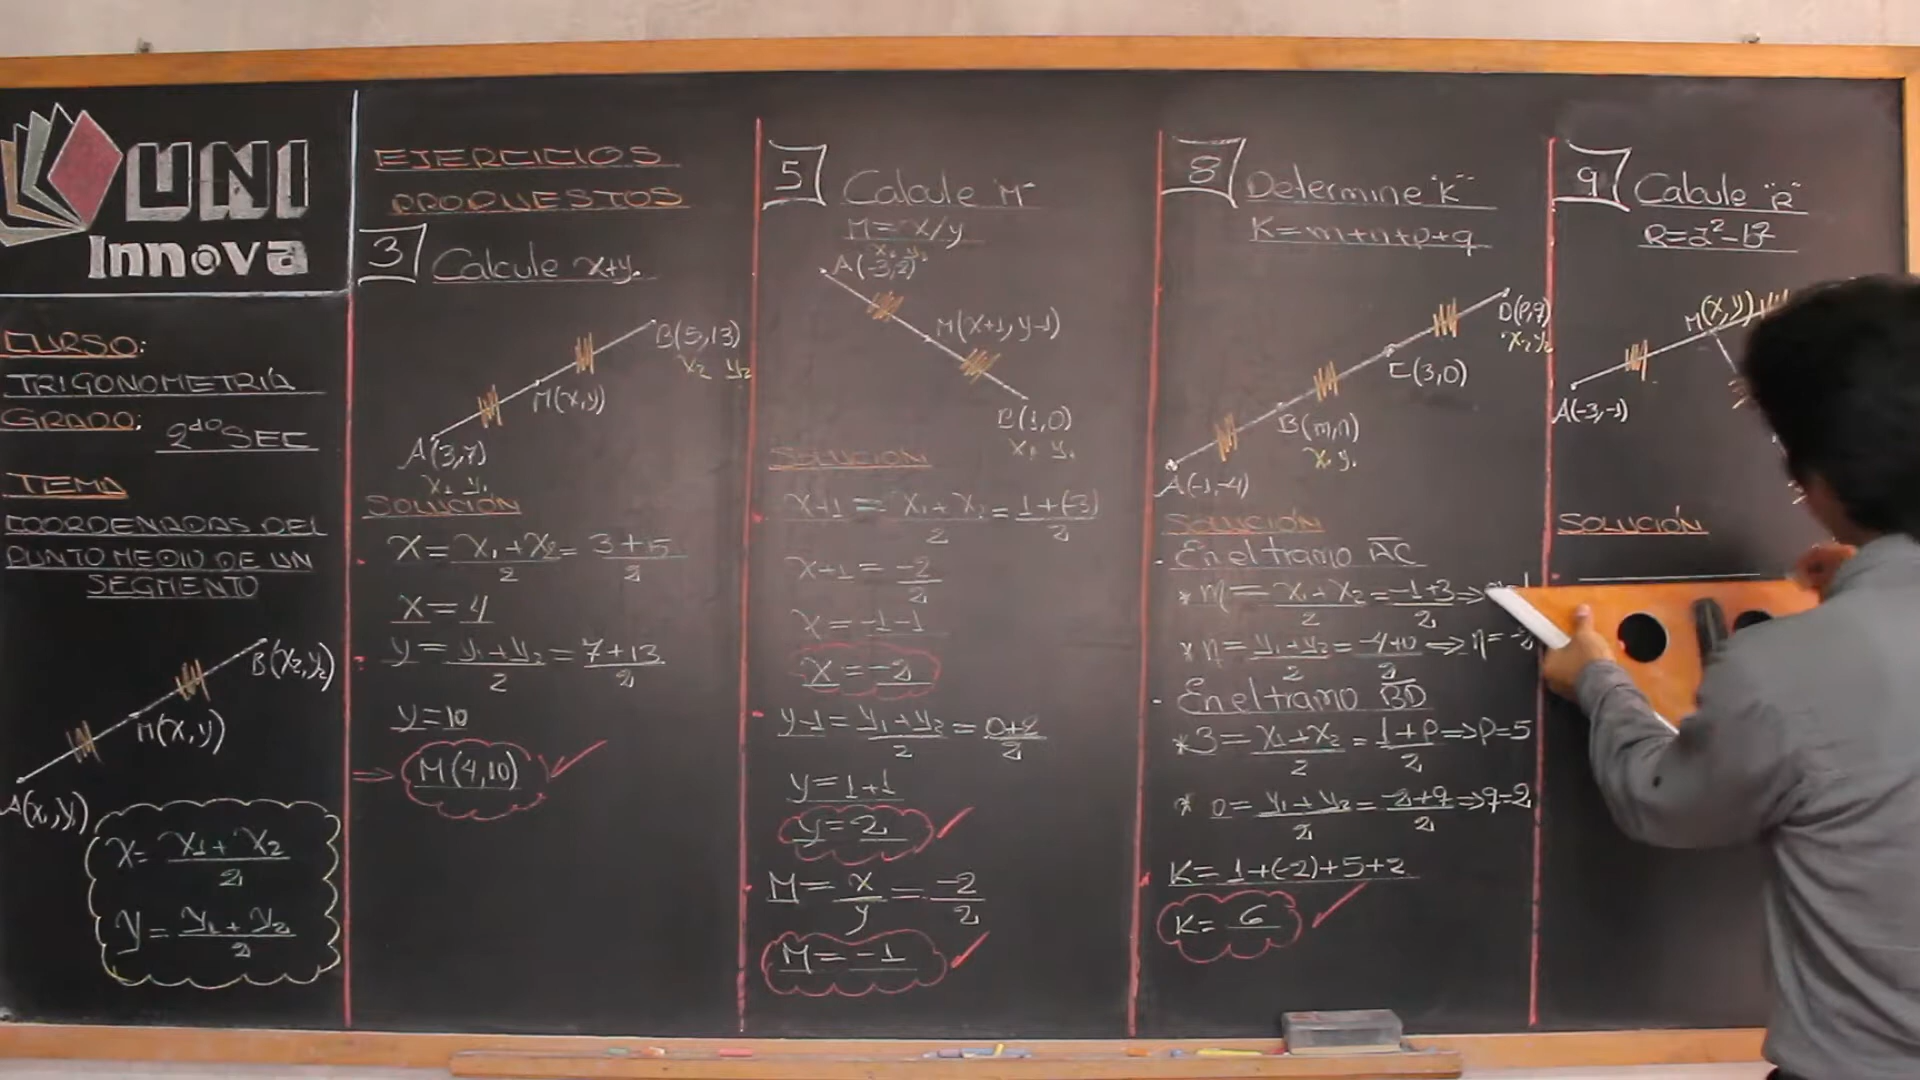 UNI
Innova
CURSO:
TRIGONOMETRÍA
GRADO:
2do SEC
TEMA
COORDENADAS DEL
PUNTO MEDIO DE UN
SEGMENTO
B(x₂,y₂)
M(x,y)
A(x₁,y₁)
x = (x₁+x₂)/2
y = (y₁+y₂)/2
EJERCICIOS
PROPUESTOS
3 Calcule x+y.
B(5,13)
x₂ y₂
M(x,y)
A(3,7)
x₁ y₁
SOLUCIÓN
x = (x₁+x₂)/2 = (3+5)/2
x = 4
y = (y₁+y₂)/2 = (7+13)/2
y=10
⇒ M(4,10) ✓
5 Calcule "M"
M = x/y
x₂ y₂
A(-3,2)
M(x+1, y-1)
B(1,0)
x₁ y₁
SOLUCIÓN
x+1 = (x₁+x₂)/2 = (1+(-3))/2
x+1 = -2/2
x = -1-1
x = -2
y-1 = (y₁+y₂)/2 = (0+2)/2
y = 1+1
y = 2 ✓
M = x/y = -2/2
M = -1 ✓
8 Determine "K"
K=m+n+p+q
D(p,q)
x₂ y₂
C(3,0)
B(m,n)
x₁ y₁
A(-1,-4)
SOLUCIÓN
En el tramo AC
* m = (x₁+x₂)/2 = (-1+3)/2 ⇒
* n = (y₁+y₂)/2 = (-4+0)/2 ⇒ n = -2
En el tramo BD
* 3 = (x₁+x₂)/2 = (1+p)/2 ⇒ p=5
* 0 = (y₁+y₂)/2 = (-2+q)/2 ⇒ q=2
K = 1+(-2)+5+2
K = 6 ✓
9 Calcule "R"
R=a²-b²
M(x,y)
A(-3,-1)
SOLUCIÓN